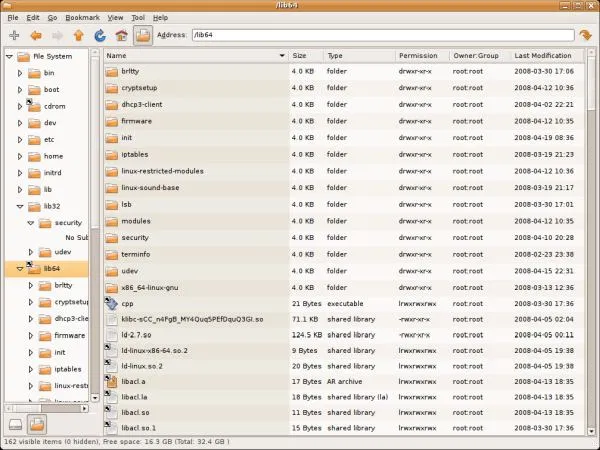 /lib64
File Edit Go Bookmark View Tool Help
Address: /lib64
File System
bin
boot
cdrom
dev
etc
home
initrd
lib
lib32
security
No Sub
udev
lib64
brltty
cryptsetup
dhcp3-clie
firmware
init
iptables
linux-restr
Name Size Type Permission Owner:Group Last Modification
brltty 4.0 KB folder drwxr-xr-x root:root 2008-03-30 17:06
cryptsetup 4.0 KB folder drwxr-xr-x root:root 2008-04-12 10:36
dhcp3-client 4.0 KB folder drwxr-xr-x root:root 2008-04-02 22:21
firmware 4.0 KB folder drwxr-xr-x root:root 2008-04-12 10:35
init 4.0 KB folder drwxr-xr-x root:root 2008-04-19 08:36
iptables 4.0 KB folder drwxr-xr-x root:root 2008-03-19 21:23
linux-restricted-modules 4.0 KB folder drwxr-xr-x root:root 2008-04-12 10:36
linux-sound-base 4.0 KB folder drwxr-xr-x root:root 2008-03-19 21:17
lsb 4.0 KB folder drwxr-xr-x root:root 2008-03-30 17:01
modules 4.0 KB folder drwxr-xr-x root:root 2008-04-12 10:35
security 4.0 KB folder drwxr-xr-x root:root 2008-04-10 20:28
terminfo 4.0 KB folder drwxr-xr-x root:root 2008-02-23 23:38
udev 4.0 KB folder drwxr-xr-x root:root 2008-04-15 22:31
x86_64-linux-gnu 4.0 KB folder drwxr-xr-x root:root 2008-03-13 12:36
cpp 21 Bytes executable lrwxrwxrwx root:root 2008-03-30 17:36
klibc-sCC_n4FgB_MY4Quq5PEfDquQ3GI.so 71.1 KB shared library -rwxr-xr-x root:root 2008-04-05 02:04
ld-2.7.so 124.5 KB shared library -rwxr-xr-x root:root 2008-04-05 00:11
ld-linux-x86-64.so.2 9 Bytes shared library lrwxrwxrwx root:root 2008-04-05 19:38
ld-linux.so.2 20 Bytes shared library lrwxrwxrwx root:root 2008-04-05 19:38
libacl.a 17 Bytes AR archive lrwxrwxrwx root:root 2008-04-13 18:35
libacl.la 18 Bytes shared library (la) lrwxrwxrwx root:root 2008-04-13 18:35
libacl.so 11 Bytes shared library lrwxrwxrwx root:root 2008-04-13 18:35
libacl.so.1 15 Bytes shared library lrwxrwxrwx root:root 2008-03-30 17:36
162 visible items (0 hidden), Free space: 16.3 GB (Total: 32.4 GB )